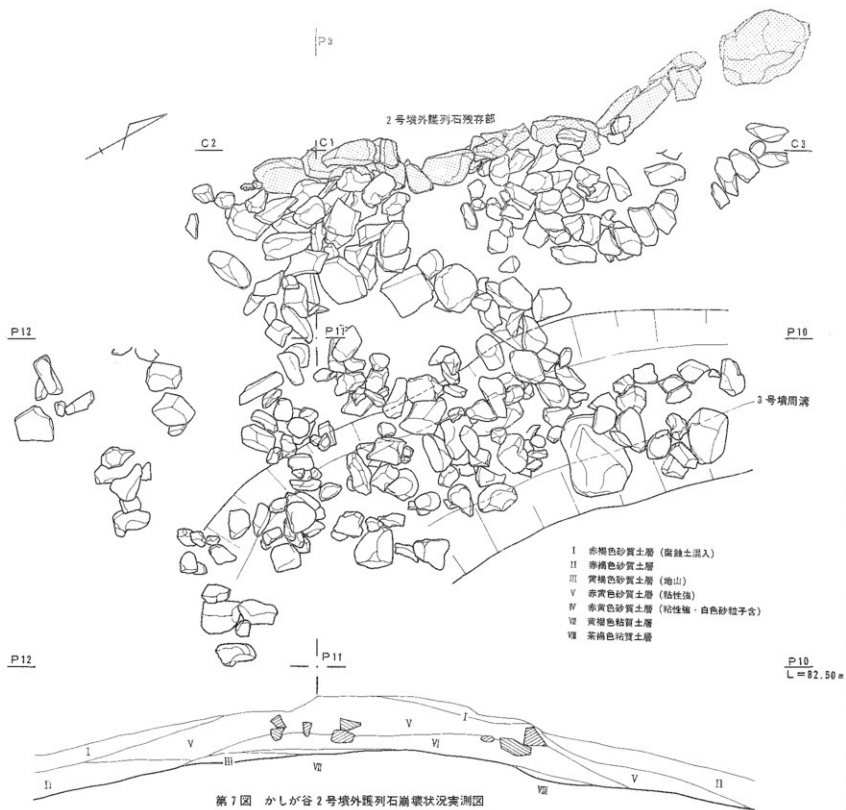 P3
2号墳外護列石残存部
C2
C1
C3
P12
P11
P10
3号墳周溝
I 赤褐色砂質土層（腐蝕土混入）
II 赤褐色砂質土層
III 黄褐色砂質土層（地山）
V 赤黄色砂質土層（粘性強）
IV 赤黄色砂質土層（粘性強・白色砂粒子含）
VII 黄褐色粘質土層
VIII 茶褐色粘質土層
P12
P11
P10
L=82.50m
I
V
I
V
III
VI
VII
II
VIII
V
II
第7図 かしが谷2号墳外護列石崩壊状況実測図